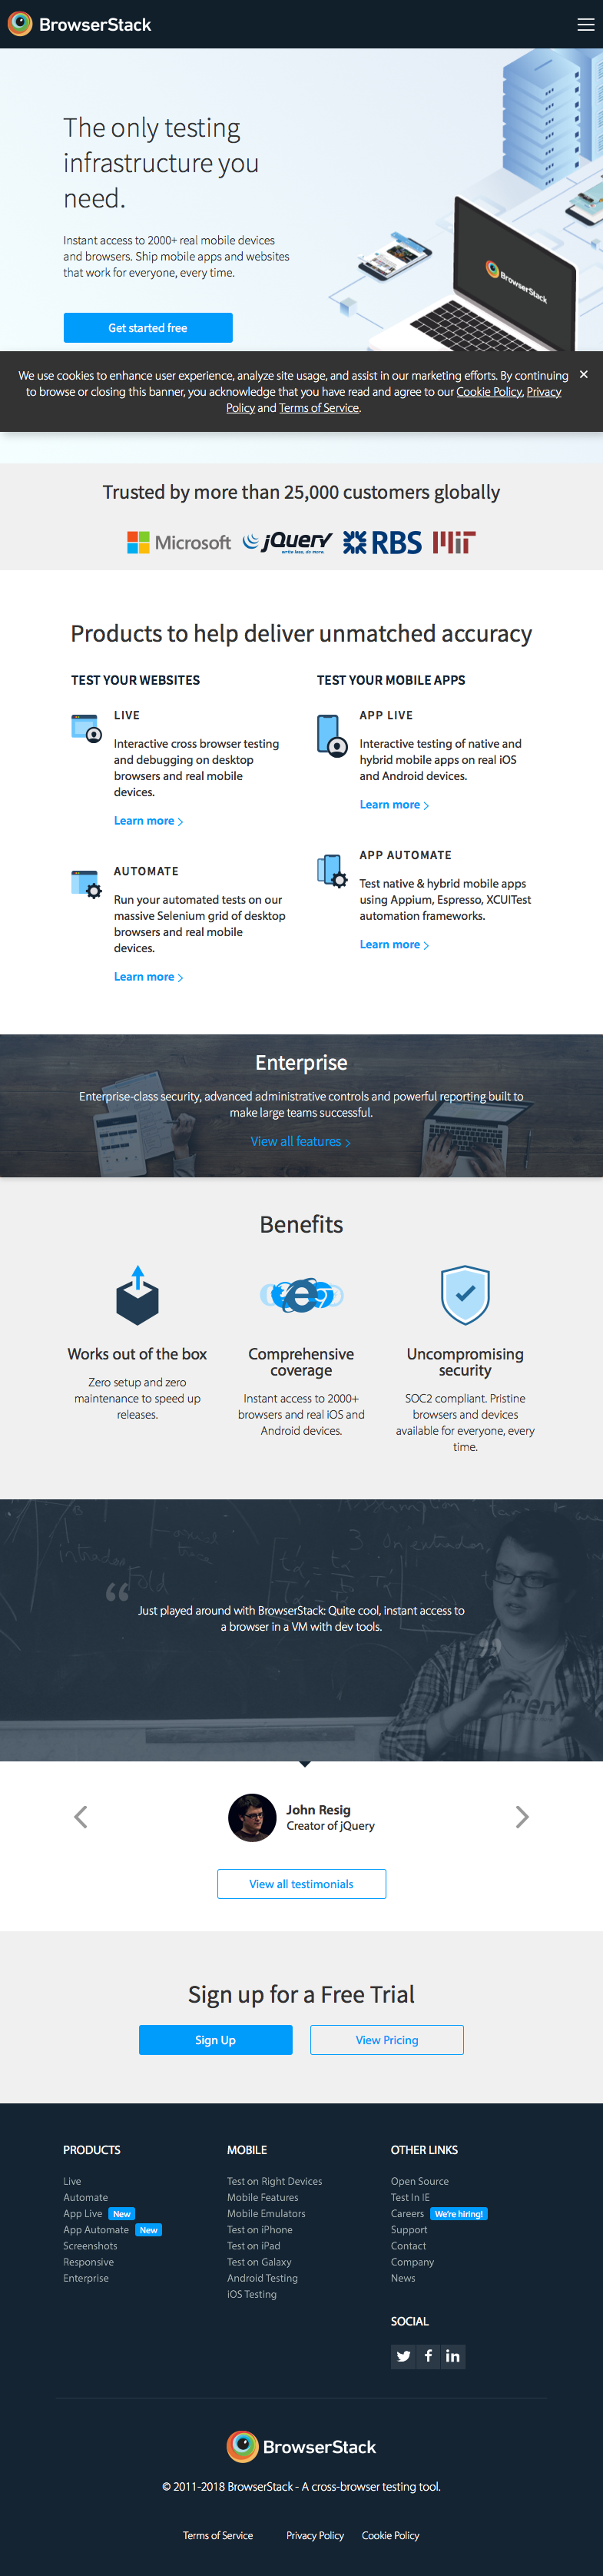 BrowserStack
The only testing
infrastructure you
need.
Instant access to 2000+ real mobile devices
and browsers. Ship mobile apps and websites
that work for everyone, every time.
BrowserStack
Get started free
We use cookies to enhance user experience, analyze site usage, and assist in our marketing efforts. By continuing
to browse or closing this banner, you acknowledge that you have read and agree to our Cookie Policy, Privacy
Policy and Terms of Service.
Trusted by more than 25,000 customers globally
Microsoft
jQuery
write less, do more.
RBS
MIT
Products to help deliver unmatched accuracy
TEST YOUR WEBSITES
LIVE
Interactive cross browser testing
and debugging on desktop
browsers and real mobile
devices.
Learn more >
AUTOMATE
Run your automated tests on our
massive Selenium grid of desktop
browsers and real mobile
devices.
Learn more >
TEST YOUR MOBILE APPS
APP LIVE
Interactive testing of native and
hybrid mobile apps on real iOS
and Android devices.
Learn more >
APP AUTOMATE
Test native & hybrid mobile apps
using Appium, Espresso, XCUITest
automation frameworks.
Learn more >
Enterprise
Enterprise-class security, advanced administrative controls and powerful reporting built to
make large teams successful.
View all features >
Benefits
Works out of the box
Zero setup and zero
maintenance to speed up
releases.
Comprehensive
coverage
Instant access to 2000+
browsers and real iOS and
Android devices.
Uncompromising
security
SOC2 compliant. Pristine
browsers and devices
available for everyone, every
time.
“
Just played around with BrowserStack: Quite cool, instant access to
a browser in a VM with dev tools.
”
John Resig
Creator of jQuery
View all testimonials
Sign up for a Free Trial
Sign Up
View Pricing
PRODUCTS
Live
Automate
App Live New
App Automate New
Screenshots
Responsive
Enterprise
MOBILE
Test on Right Devices
Mobile Features
Mobile Emulators
Test on iPhone
Test on iPad
Test on Galaxy
Android Testing
iOS Testing
OTHER LINKS
Open Source
Test In IE
Careers We're hiring!
Support
Contact
Company
News
SOCIAL
BrowserStack
© 2011-2018 BrowserStack - A cross-browser testing tool.
Terms of Service
Privacy Policy
Cookie Policy